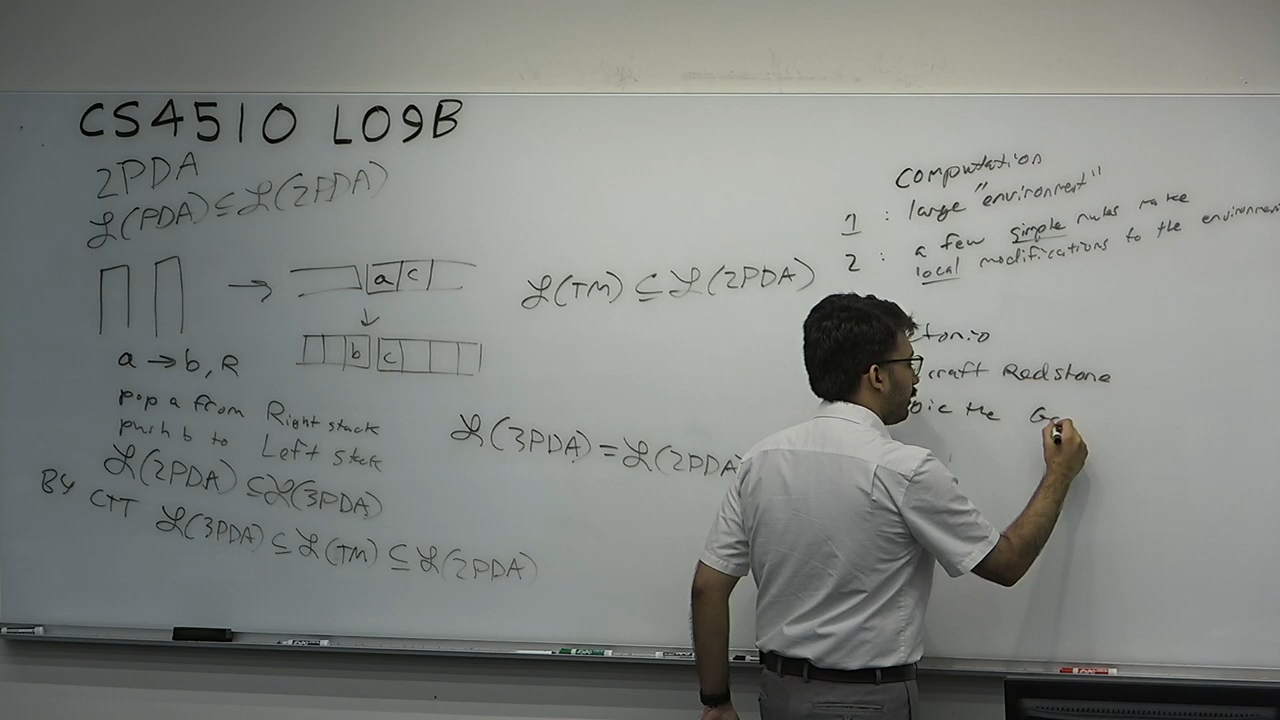 CS4510 L09B
2PDA
ℒ(PDA)⊆ℒ(2PDA)
a c
b c
a→b,R
pop a from Right stack
push b to Left stack
ℒ(2PDA)⊆ℒ(3PDA)
By CTT ℒ(3PDA)⊆ℒ(TM)⊆ℒ(2PDA)
ℒ(TM)⊆ℒ(2PDA)
ℒ(3PDA)=ℒ(2PDA)
Computation
1 : large "environment"
2 : a few simple rules make
local modifications to the environment
craft Redstone
the